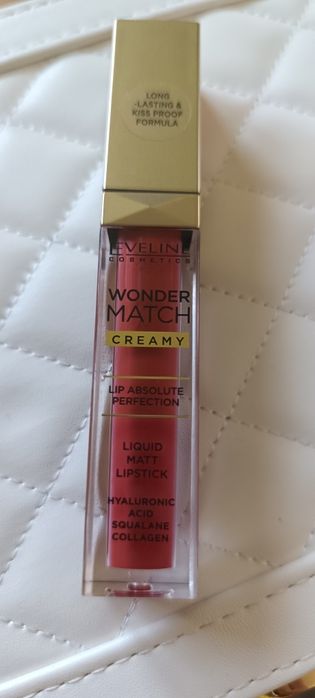 LONG
-LASTING &
KISS PROOF
FORMULA
EVELINE
COSMETICS
WONDER
MATCH
CREAMY
LIP ABSOLUTE
PERFECTION
LIQUID
MATT
LIPSTICK
HYALURONIC
ACID
SQUALANE
COLLAGEN